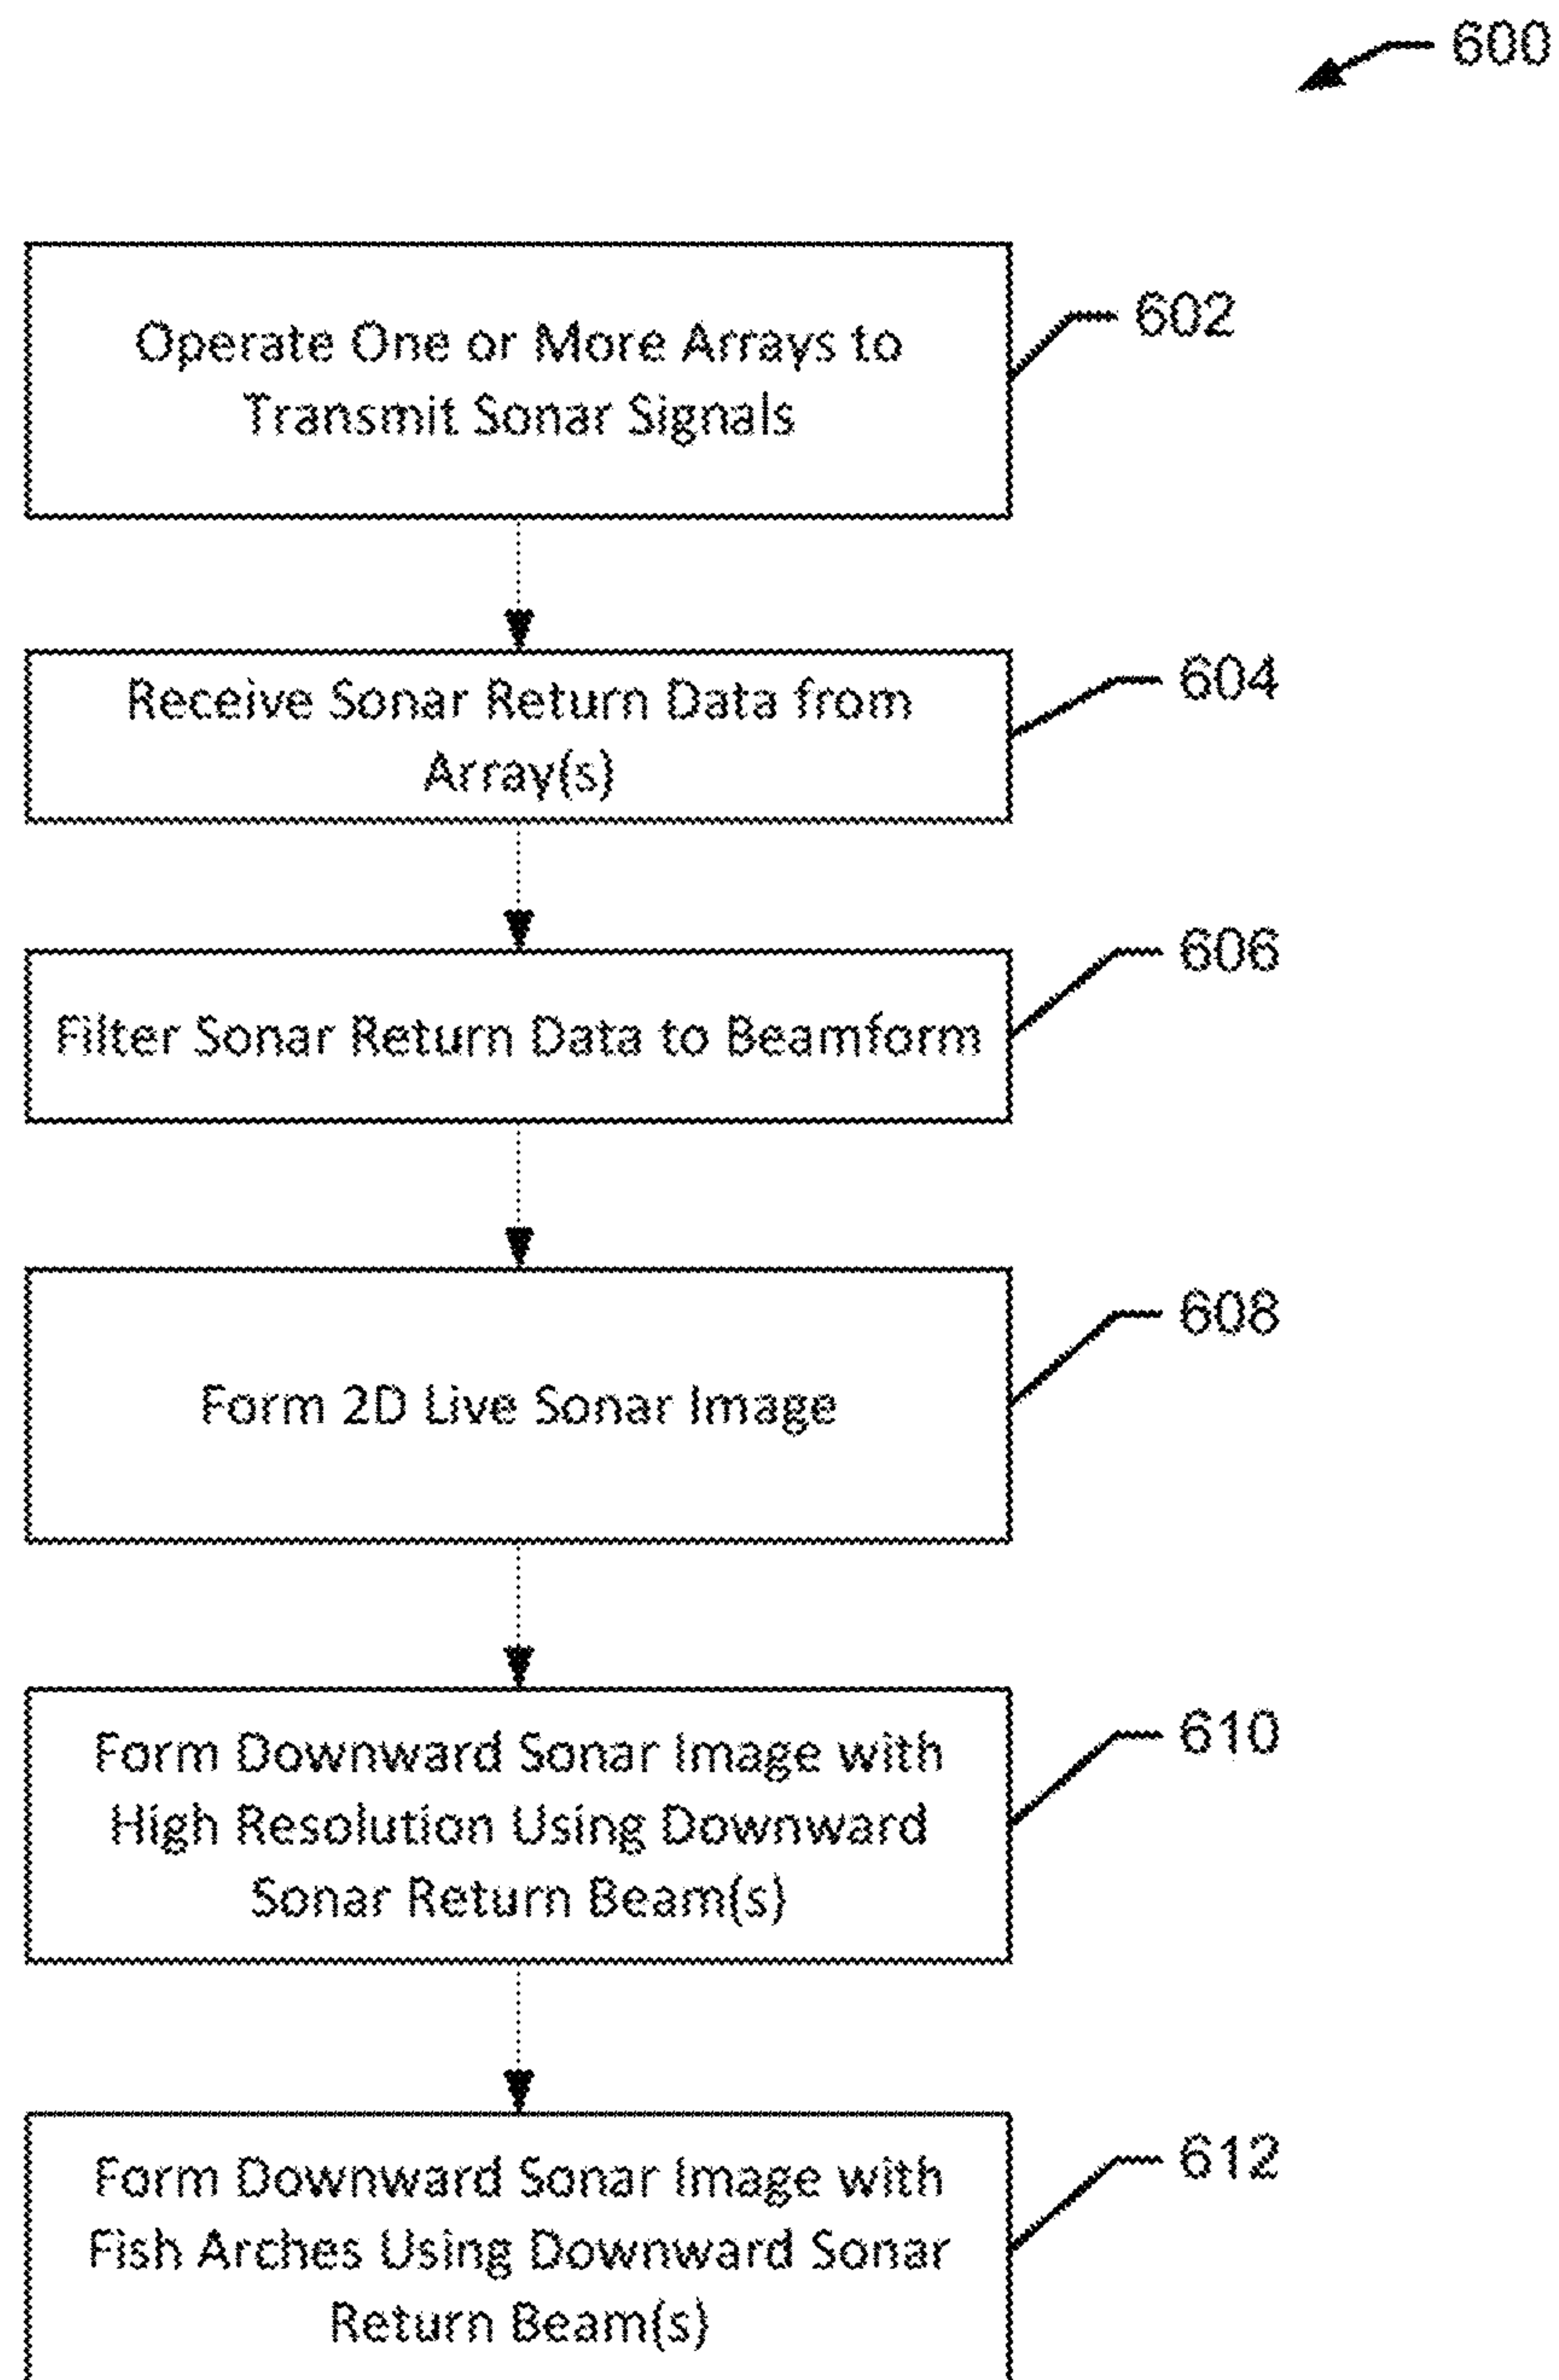 600
Operate One or More Arrays to
Transmit Sonar Signals
602
Receive Sonar Return Data from
Array(s)
604
Filter Sonar Return Data to Beamform
606
Form 2D Live Sonar Image
608
Form Downward Sonar Image with
High Resolution Using Downward
Sonar Return Beam(s)
610
Form Downward Sonar Image with
Fish Arches Using Downward Sonar
Return Beam(s)
612